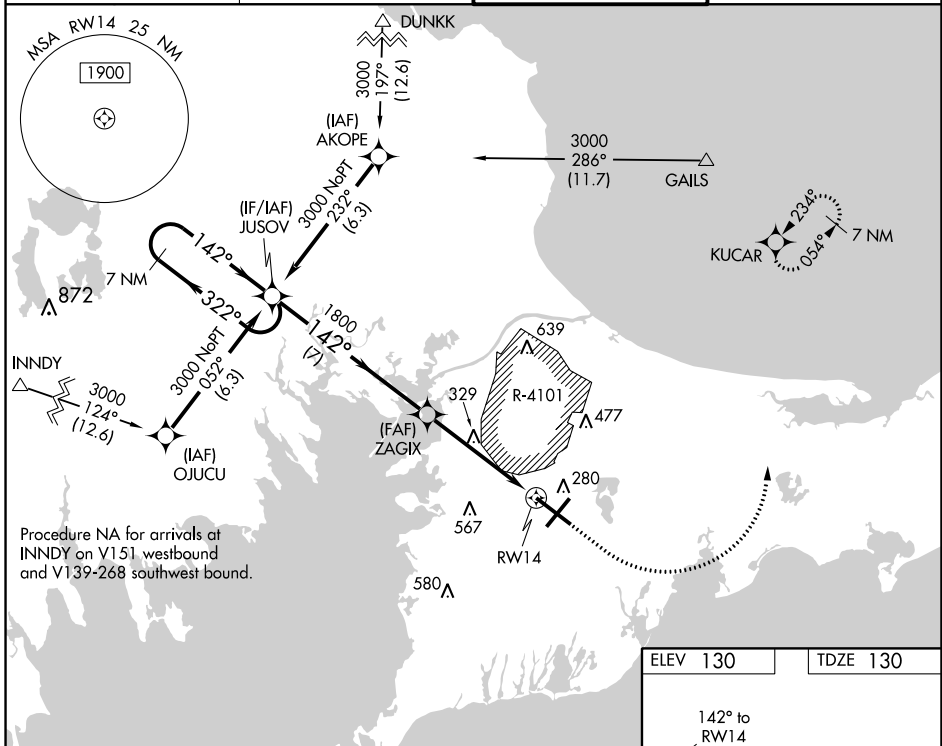 MSA RW14 25 NM
1900
DUNKK
3000
197°
(12.6)
(IAF)
AKOPE
3000
286°
(11.7)
GAILS
3000 NoPT
232°
(6.3)
(IF/IAF)
JUSOV
234°
054°
7 NM
KUCAR
142°
7 NM
322°
872
1800
142°
(7)
639
R-4101
INNDY
3000
124°
(12.6)
3000 NoPT
052°
(6.3)
329
477
(FAF)
ZAGIX
(IAF)
OJUCU
280
567
RW14
Procedure NA for arrivals at
INNDY on V151 westbound
and V139-268 southwest bound.
580
ELEV 130
TDZE 130
142° to
RW14